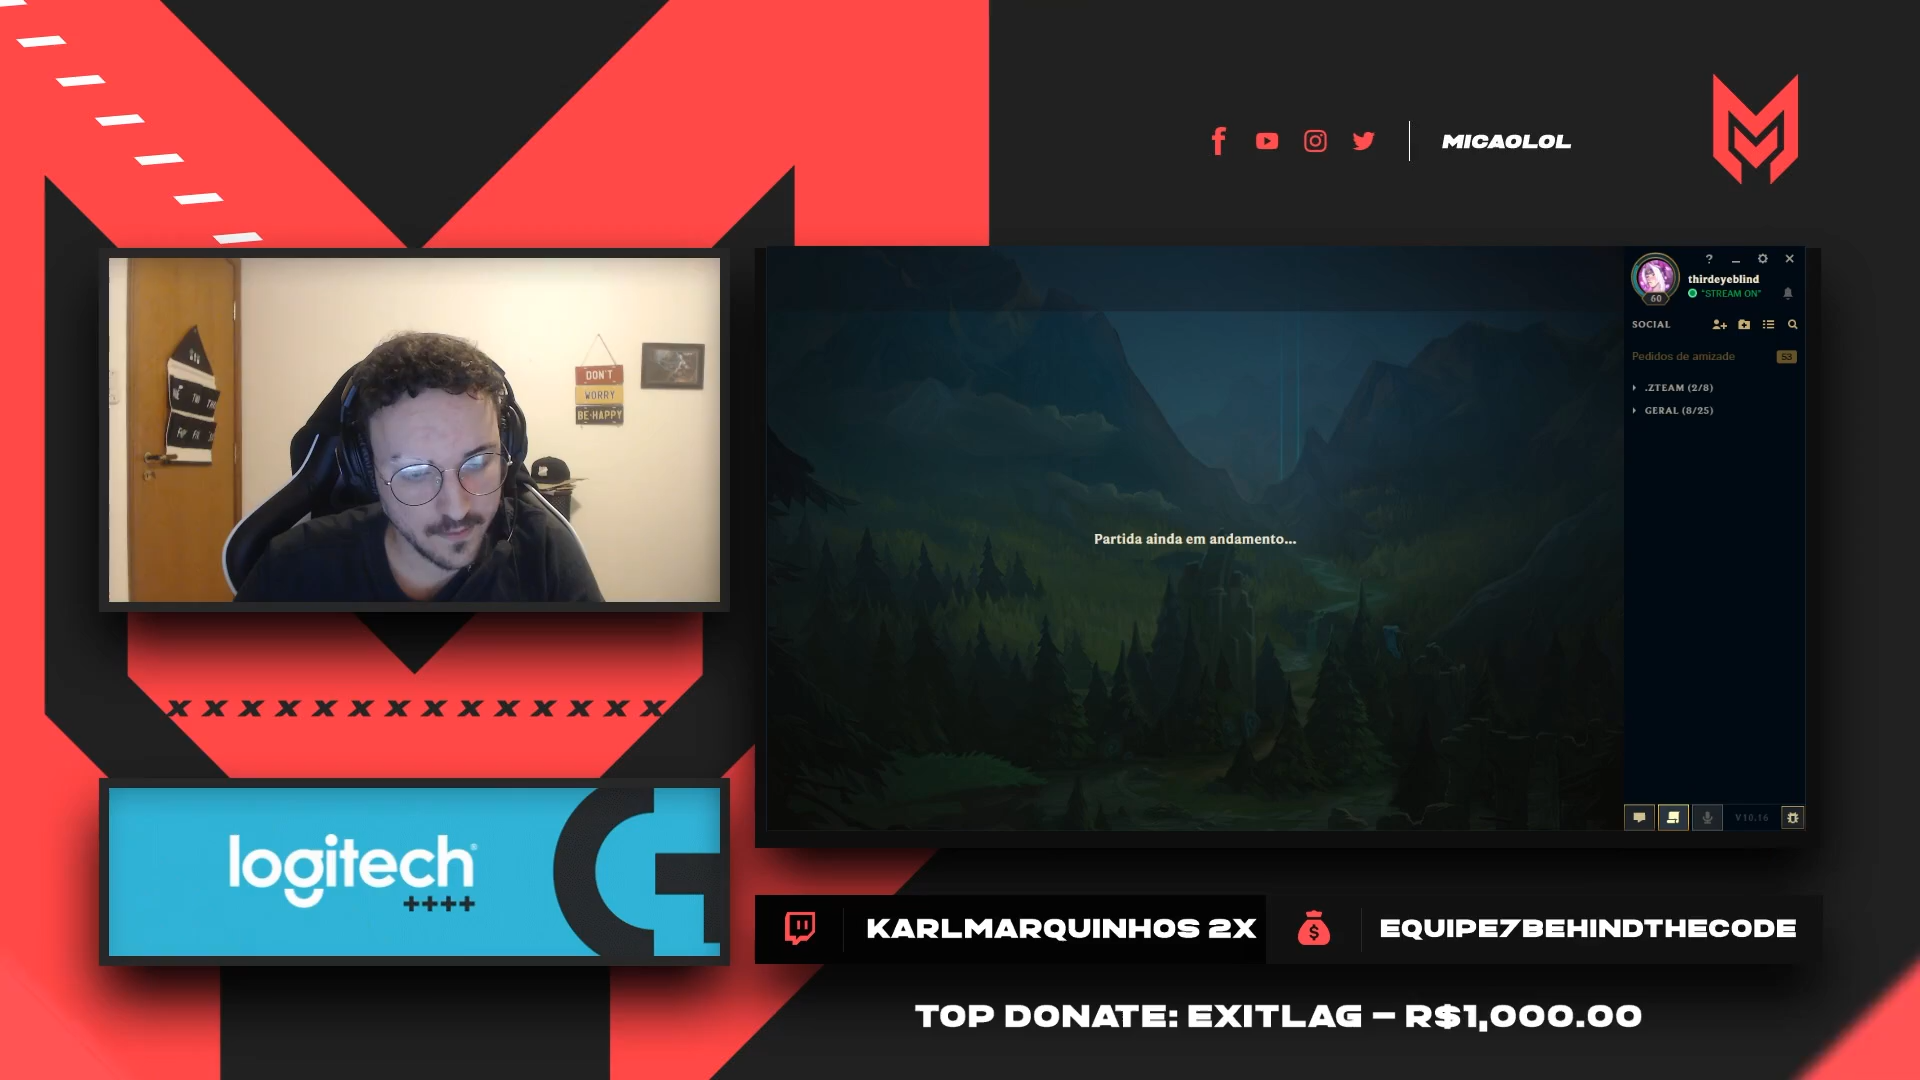 MICAOLOL
DON'T
WORRY
BE-HAPPY
thirdeyeblind
60
"STREAM ON"
SOCIAL
Pedidos de amizade
53
.ZTEAM (2/8)
GERAL (8/25)
Partida ainda em andamento...
X X X X X X X X X X X X X X
logitech
++++
V10.16
KARLMARQUINHOS 2X
EQUIPE7BEHINDTHECODE
TOP DONATE: EXITLAG – R$1,000.00